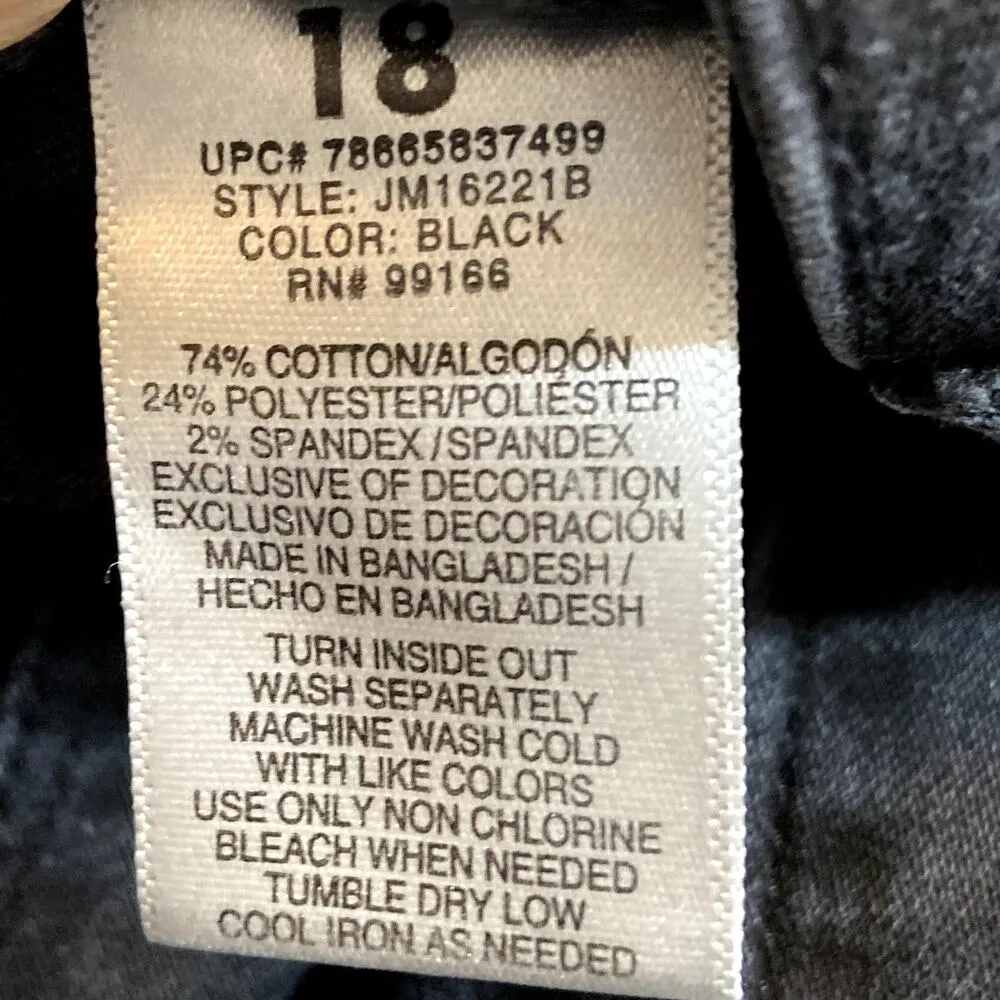 18
UPC# 78665837499
STYLE: JM16221B
COLOR: BLACK
RN# 99166
74% COTTON/ALGODÓN
24% POLYESTER/POLIÉSTER
2% SPANDEX/SPANDEX
EXCLUSIVE OF DECORATION
EXCLUSIVO DE DECORACIÓN
MADE IN BANGLADESH /
HECHO EN BANGLADESH
TURN INSIDE OUT
WASH SEPARATELY
MACHINE WASH COLD
WITH LIKE COLORS
USE ONLY NON CHLORINE
BLEACH WHEN NEEDED
TUMBLE DRY LOW
COOL IRON AS NEEDED